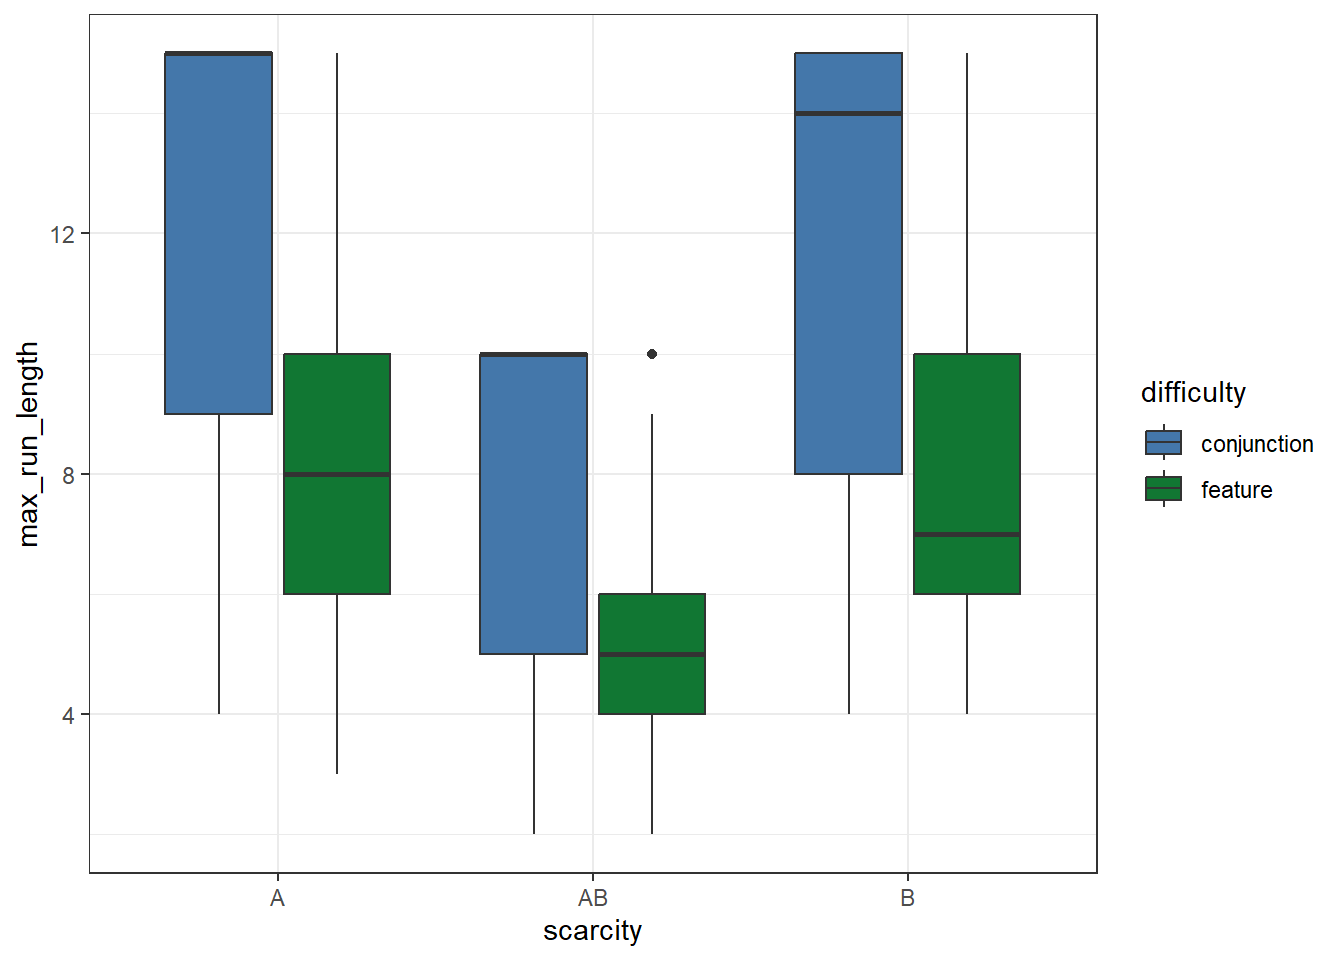 max_run_length
12
8
4
A
AB
B
scarcity
difficulty
conjunction
feature